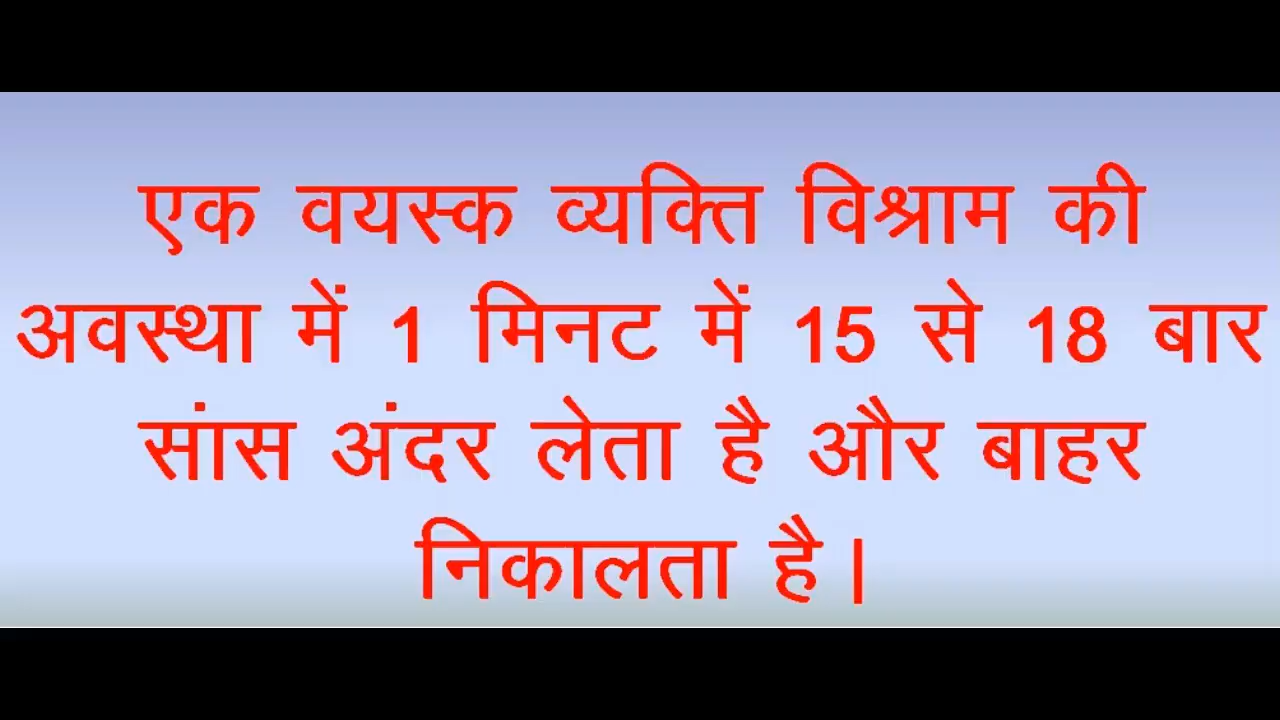 एक वयस्क व्यक्ति विश्राम की
अवस्था में 1 मिनट में 15 से 18 बार
सांस अंदर लेता है और बाहर
निकालता है |